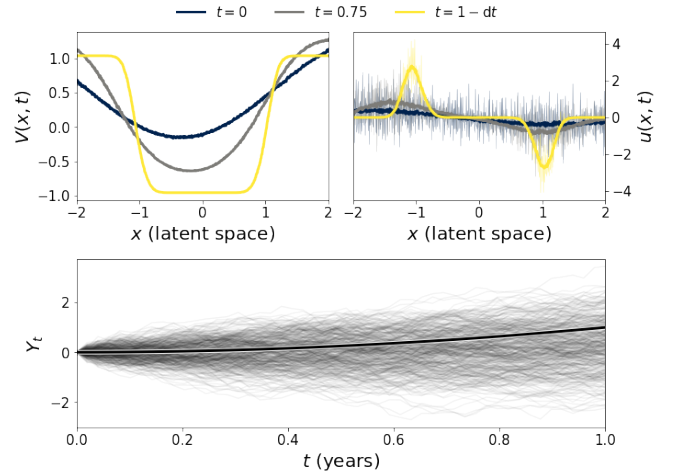 t = 0 t = 0.75 t = 1 − dt
1.0
0.5
0.0
−0.5
−1.0
V(x, t)
−2 −1 0 1 2
x (latent space)
4
2
0
−2
−4
u(x, t)
−2 −1 0 1 2
x (latent space)
2
0
−2
Yt
0.0 0.2 0.4 0.6 0.8 1.0
t (years)